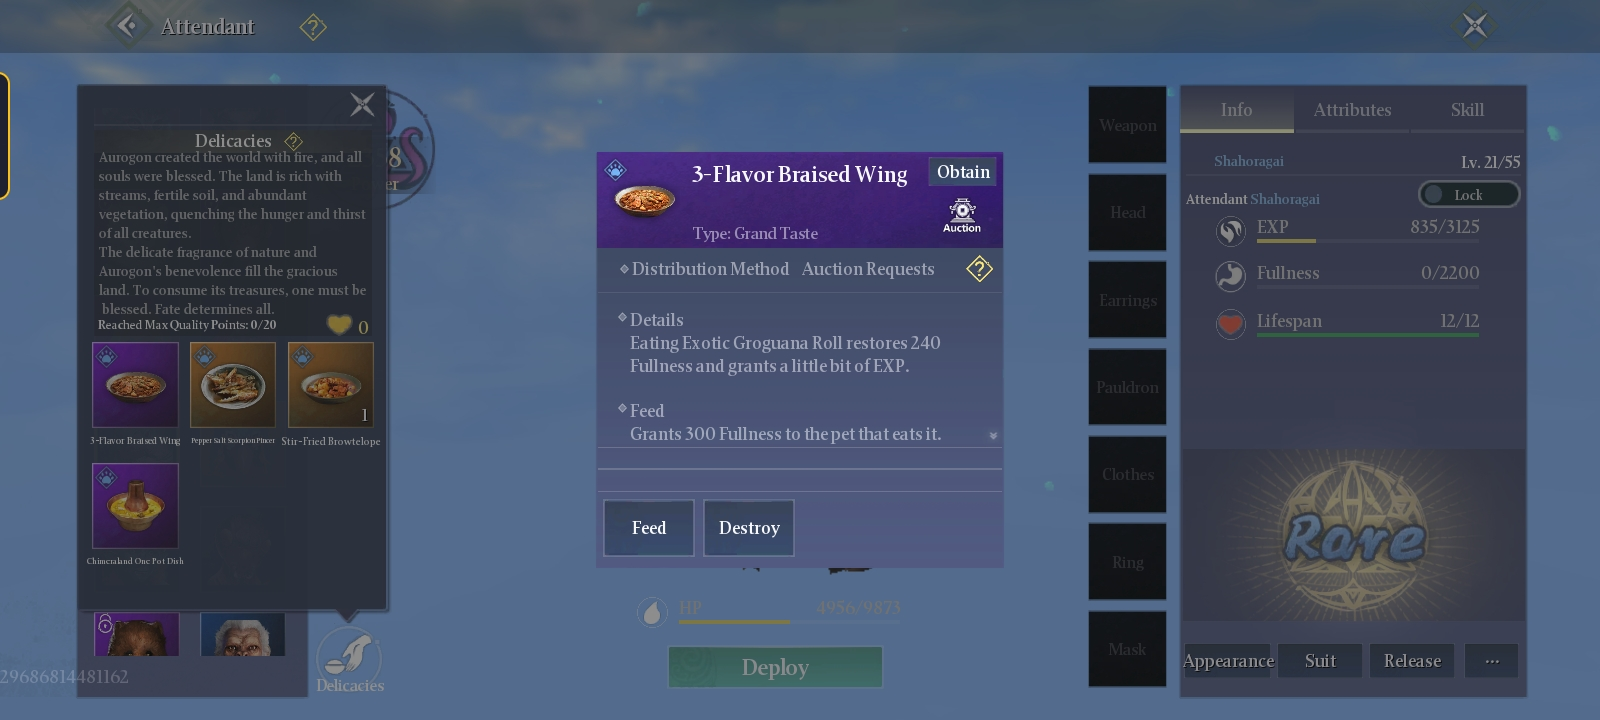 Attendant
?
Delicacies ?
Aurogon created the world with fire, and all
souls were blessed. The land is rich with
streams, fertile soil, and abundant
vegetation, quenching the hunger and thirst
of all creatures.
The delicate fragrance of nature and
Aurogon's benevolence fill the gracious
land. To consume its treasures, one must be
blessed. Fate determines all.
Reached Max Quality Points: 0/20
0
1
3-Flavor Braised Wing
Pepper Salt Scorpion Pincer
Stir-Fried Browtelope
Chimeraland One Pot Dish
29686814481162
Delicacies
3-Flavor Braised Wing
Obtain
Type: Grand Taste
Auction
Distribution Method Auction Requests
?
Details
Eating Exotic Groguana Roll restores 240
Fullness and grants a little bit of EXP.
Feed
Grants 300 Fullness to the pet that eats it.
Feed
Destroy
HP 4956/9873
Deploy
Weapon
Head
Earrings
Pauldron
Clothes
Ring
Mask
Info
Attributes
Skill
Shahoragai
Lv. 21/55
Attendant Shahoragai
Lock
EXP 835/3125
Fullness 0/2200
Lifespan 12/12
Rare
Appearance
Suit
Release
...